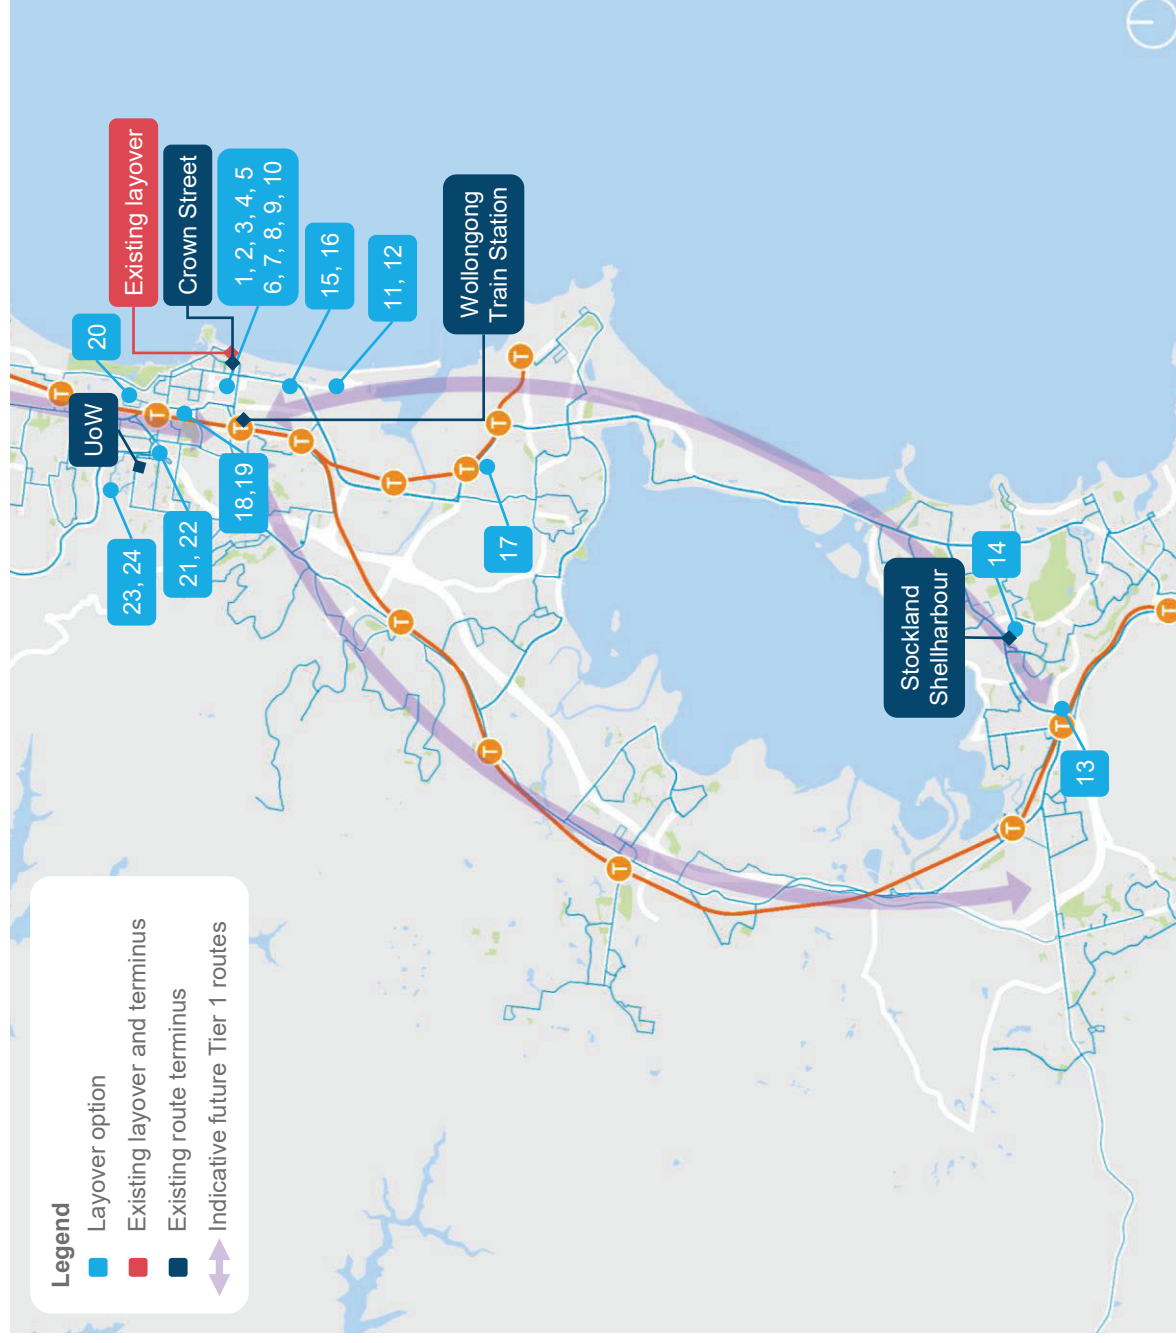 Legend
Layover option
Existing layover and terminus
Existing route terminus
Indicative future Tier 1 routes
23, 24
21, 22
UoW
20
18,19
Existing layover
Crown Street
1, 2, 3, 4, 5
6, 7, 8, 9, 10
15, 16
11, 12
Wollongong
Train Station
17
Stockland
Shellharbour
14
13
T
T
T
T
T
T
T
T
T
T
T
T
T
T